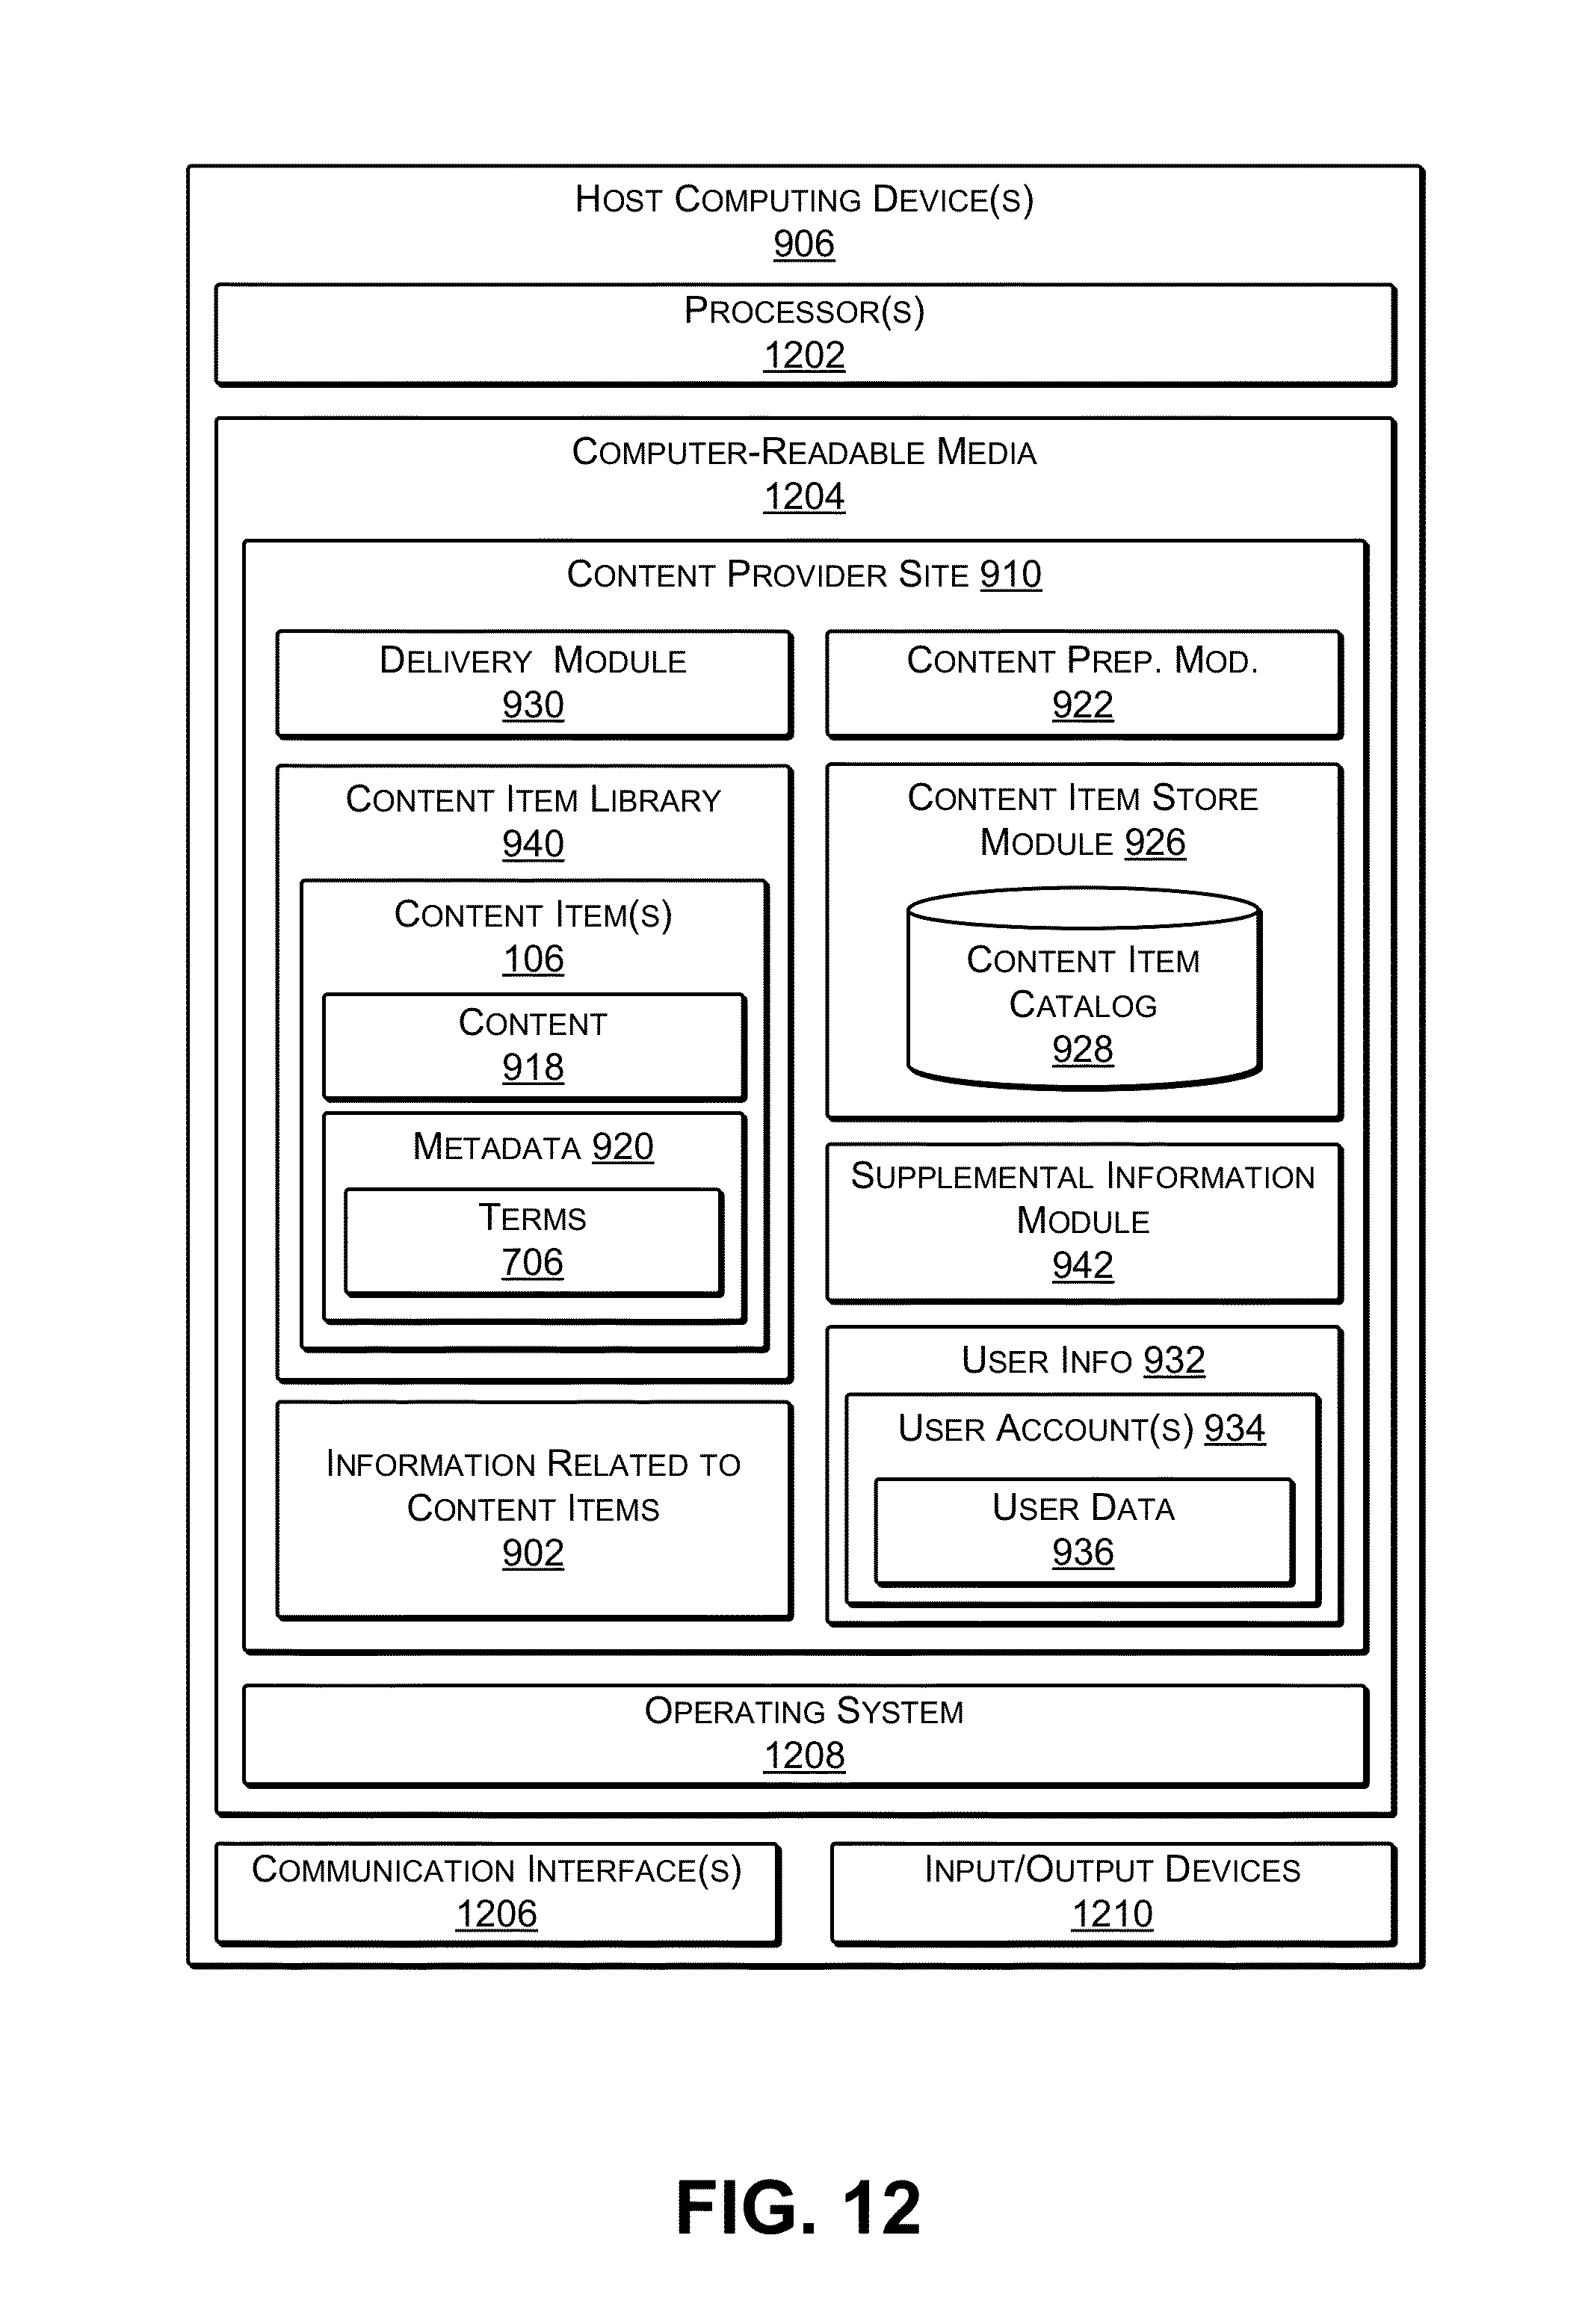 HOST COMPUTING DEVICE(S)
906
PROCESSOR(S)
1202
COMPUTER-READABLE MEDIA
1204
CONTENT PROVIDER SITE 910
DELIVERY MODULE
930
CONTENT PREP. MOD.
922
CONTENT ITEM LIBRARY
940
CONTENT ITEM(S)
106
CONTENT
918
METADATA 920
TERMS
706
INFORMATION RELATED TO
CONTENT ITEMS
902
CONTENT ITEM STORE
MODULE 926
CONTENT ITEM
CATALOG
928
SUPPLEMENTAL INFORMATION
MODULE
942
USER INFO 932
USER ACCOUNT(S) 934
USER DATA
936
OPERATING SYSTEM
1208
COMMUNICATION INTERFACE(S)
1206
INPUT/OUTPUT DEVICES
1210
FIG. 12